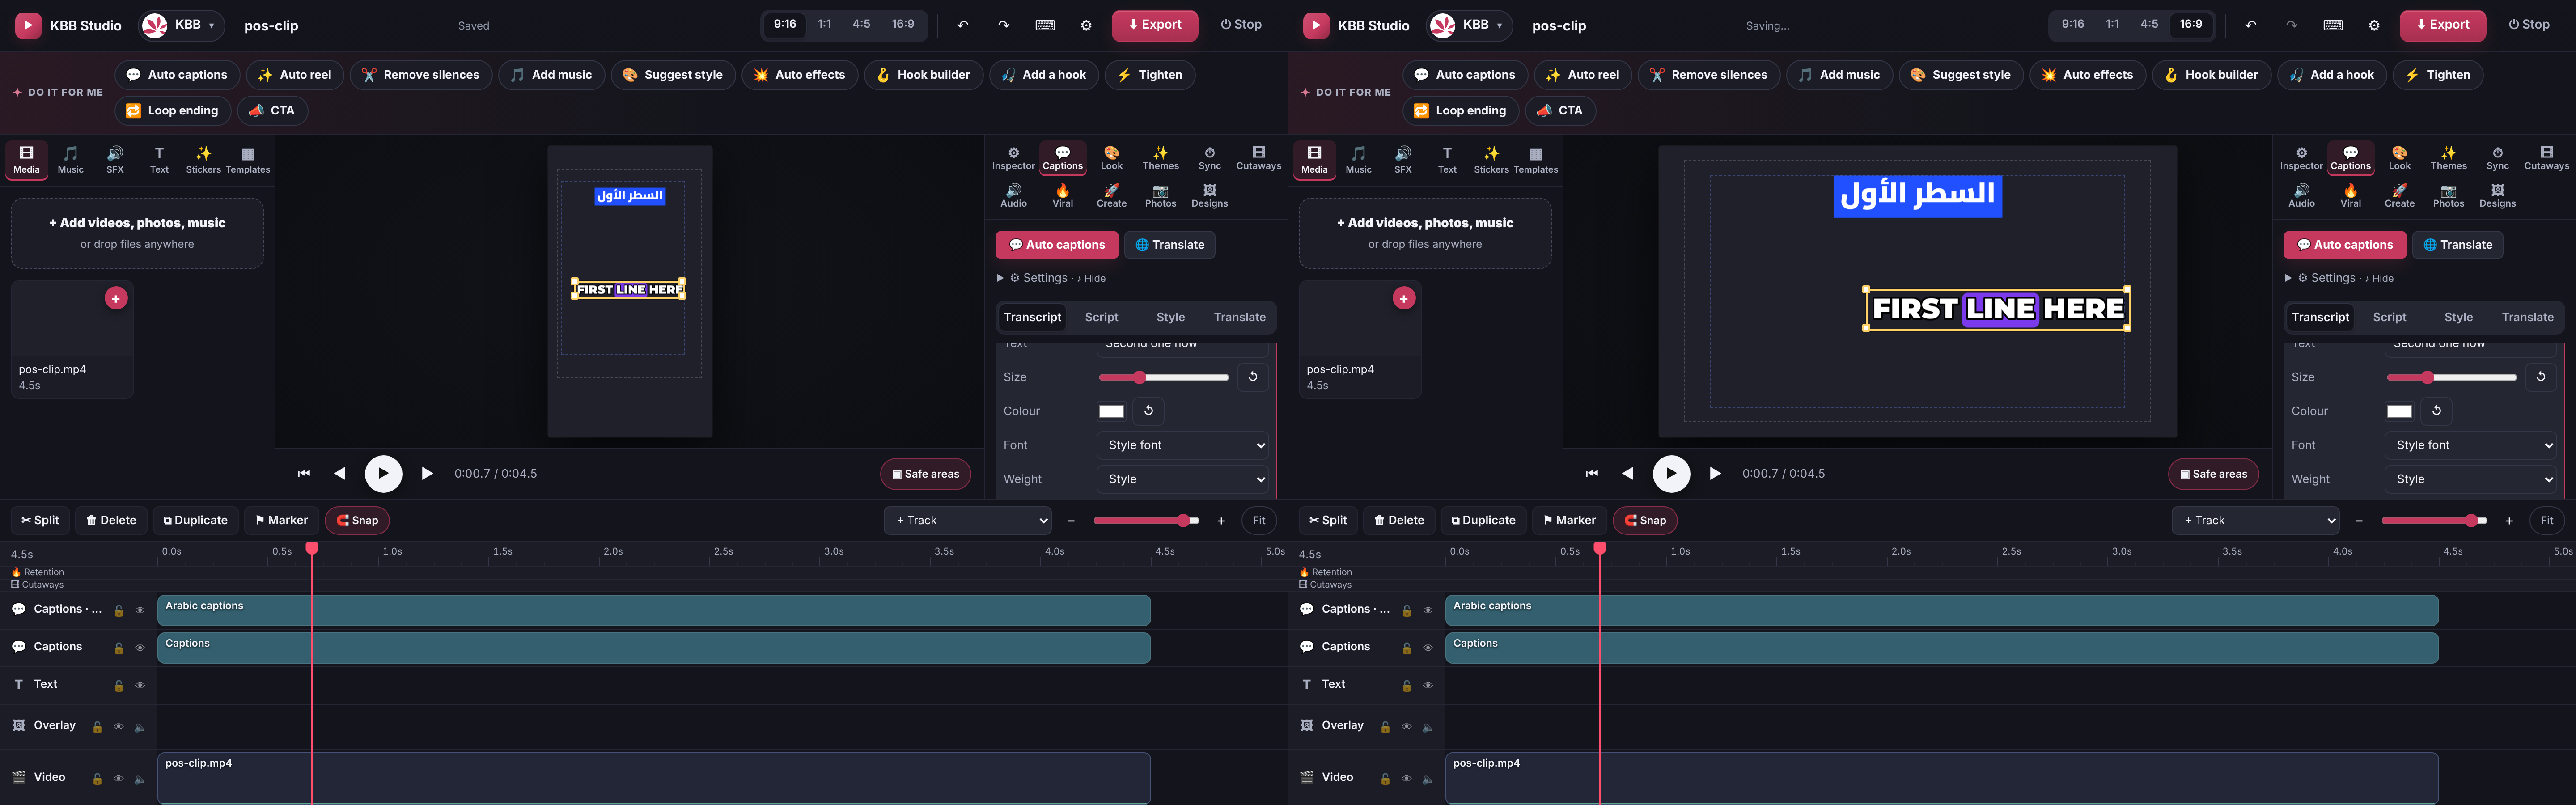 KBB Studio KBB pos-clip Saved 9:16 1:1 4:5 16:9 Export Stop
DO IT FOR ME
Auto captions Auto reel Remove silences Add music Suggest style Auto effects Hook builder Add a hook Tighten
Loop ending CTA
Media Music SFX Text Stickers Templates
+ Add videos, photos, music
or drop files anywhere
pos-clip.mp4
4.5s
السطر الأول
FIRST LINE HERE
0:00.7 / 0:04.5 Safe areas
Inspector Captions Look Themes Sync Cutaways
Audio Viral Create Photos Designs
Auto captions Translate
Settings · Hide
Transcript Script Style Translate
Text Second one now
Size
Colour
Font Style font
Weight Style
Split Delete Duplicate Marker Snap + Track − + Fit
4.5s 0.0s 0.5s 1.0s 1.5s 2.0s 2.5s 3.0s 3.5s 4.0s 4.5s 5.0s
Retention
Cutaways
Captions · ... Arabic captions
Captions Captions
Text
Overlay
Video pos-clip.mp4
KBB Studio KBB pos-clip Saving... 9:16 1:1 4:5 16:9 Export Stop
DO IT FOR ME
Auto captions Auto reel Remove silences Add music Suggest style Auto effects Hook builder Add a hook Tighten
Loop ending CTA
Media Music SFX Text Stickers Templates
+ Add videos, photos, music
or drop files anywhere
pos-clip.mp4
4.5s
السطر الأول
FIRST LINE HERE
0:00.7 / 0:04.5 Safe areas
Inspector Captions Look Themes Sync Cutaways
Audio Viral Create Photos Designs
Auto captions Translate
Settings · Hide
Transcript Script Style Translate
Text Second one now
Size
Colour
Font Style font
Weight Style
Split Delete Duplicate Marker Snap + Track − + Fit
4.5s 0.0s 0.5s 1.0s 1.5s 2.0s 2.5s 3.0s 3.5s 4.0s 4.5s 5.0s
Retention
Cutaways
Captions · ... Arabic captions
Captions Captions
Text
Overlay
Video pos-clip.mp4